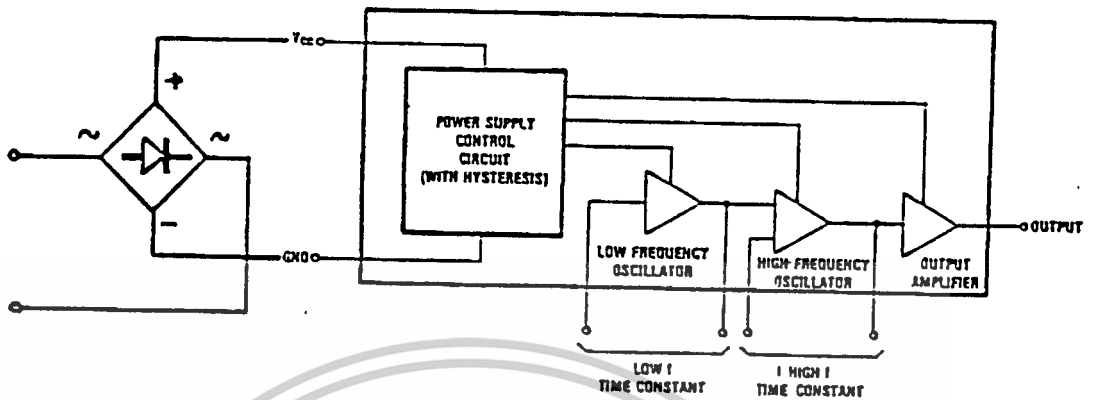 VCC
+
~
~
−
GND
POWER SUPPLY
CONTROL
CIRCUIT
(WITH HYSTERESIS)
LOW FREQUENCY
OSCILLATOR
HIGH-FREQUENCY
OSCILLATOR
OUTPUT
AMPLIFIER
OUTPUT
LOW f
TIME CONSTANT
HIGH f
TIME CONSTANT